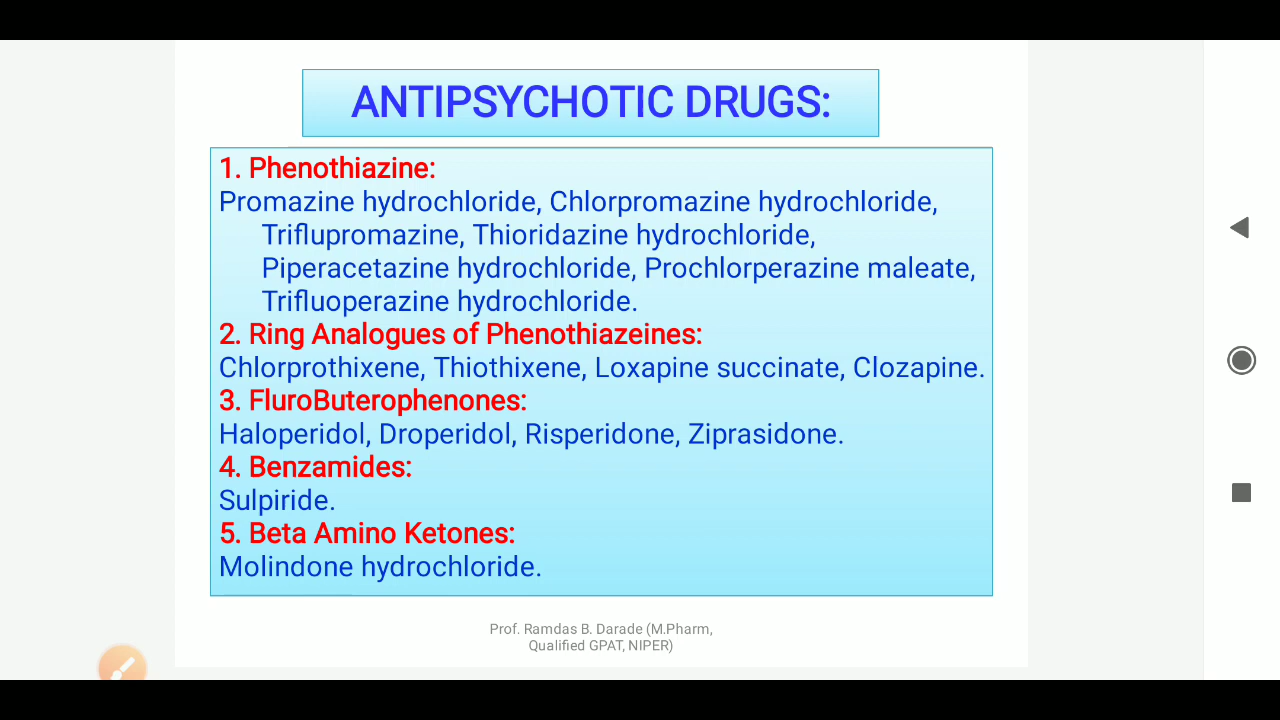 ANTIPSYCHOTIC DRUGS:
1. Phenothiazine:
Promazine hydrochloride, Chlorpromazine hydrochloride,
Triflupromazine, Thioridazine hydrochloride,
Piperacetazine hydrochloride, Prochlorperazine maleate,
Trifluoperazine hydrochloride.
2. Ring Analogues of Phenothiazeines:
Chlorprothixene, Thiothixene, Loxapine succinate, Clozapine.
3. FluroButerophenones:
Haloperidol, Droperidol, Risperidone, Ziprasidone.
4. Benzamides:
Sulpiride.
5. Beta Amino Ketones:
Molindone hydrochloride.
Prof. Ramdas B. Darade (M.Pharm,
Qualified GPAT, NIPER)